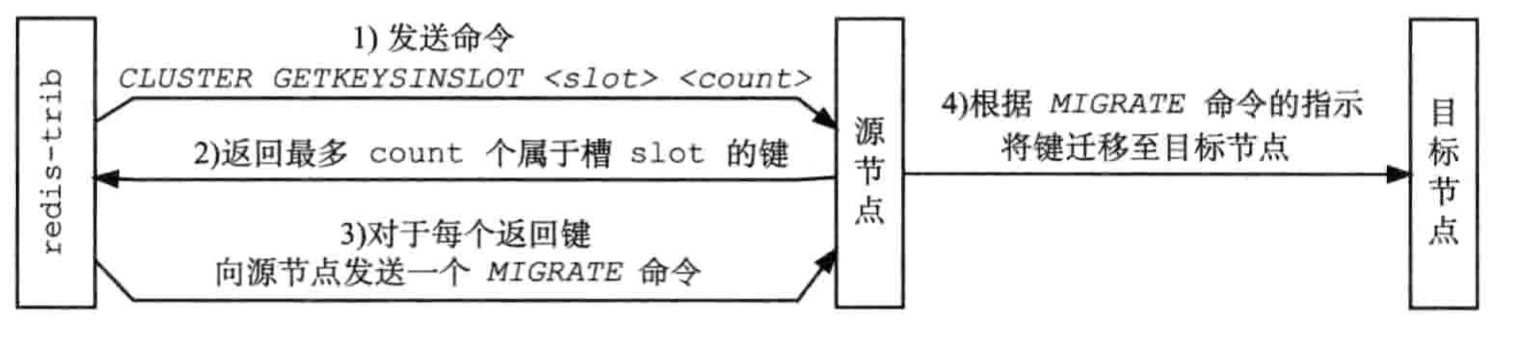 redis-trib
1) 发送命令
CLUSTER GETKEYSINSLOT <slot> <count>
2)返回最多 count 个属于槽 slot 的键
3)对于每个返回键
向源节点发送一个 MIGRATE 命令
源节点
4)根据 MIGRATE 命令的指示
将键迁移至目标节点
目标节点